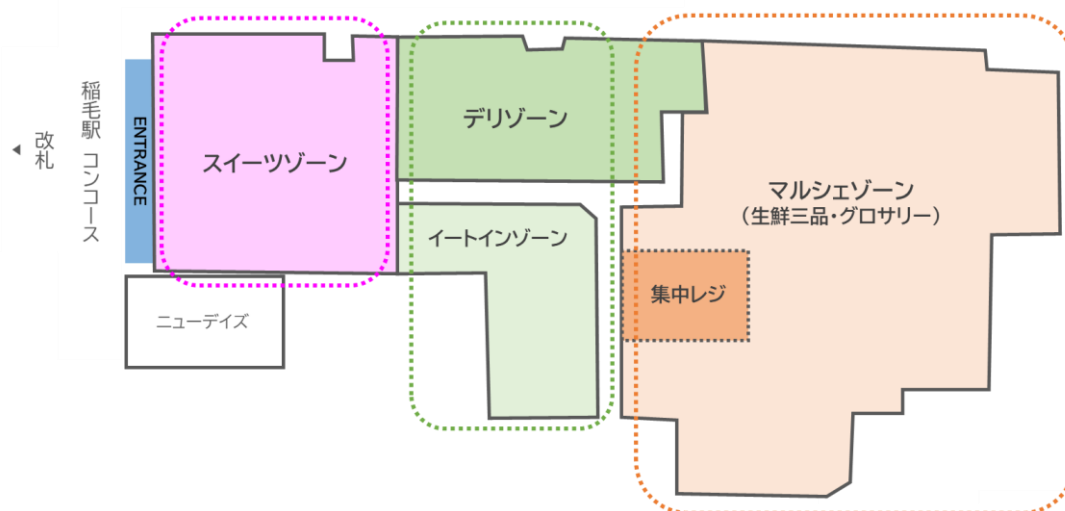 ◀ 改札
稲毛駅 コンコース
ENTRANCE
スイーツゾーン
デリゾーン
イートインゾーン
マルシェゾーン
（生鮮三品・グロサリー）
集中レジ
ニューデイズ